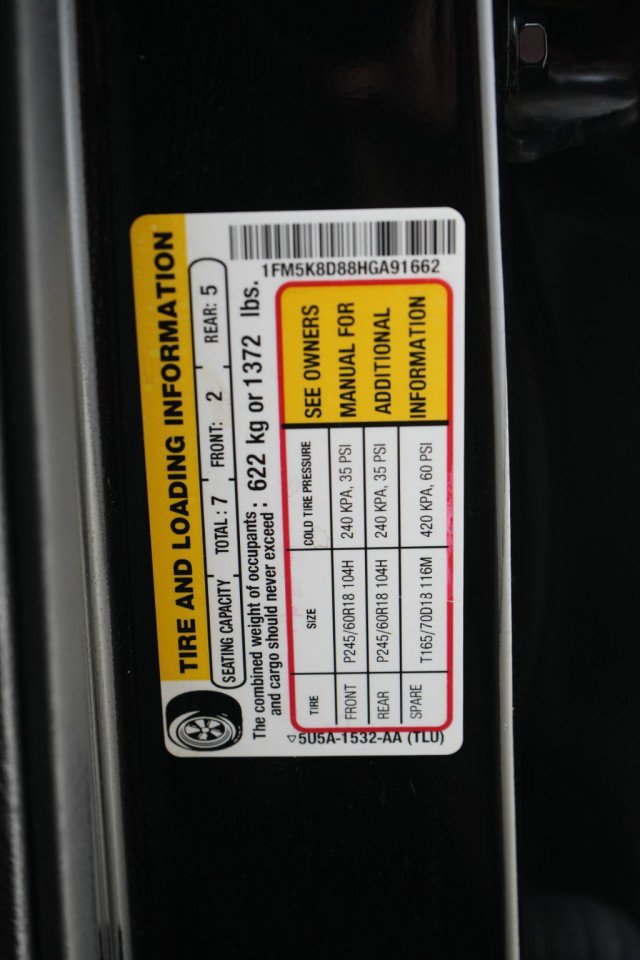 TIRE AND LOADING INFORMATION
SEATING CAPACITY TOTAL : 7 FRONT: 2 REAR: 5
The combined weight of occupants and cargo should never exceed : 622 kg or 1372 lbs.
1FM5K8D88HGA91662
TIRE SIZE COLD TIRE PRESSURE
FRONT P245/60R18 104H 240 KPA, 35 PSI
REAR P245/60R18 104H 240 KPA, 35 PSI
SPARE T165/70D18 116M 420 KPA, 60 PSI
SEE OWNERS
MANUAL FOR
ADDITIONAL
INFORMATION
5U5A-1532-AA (TLU)